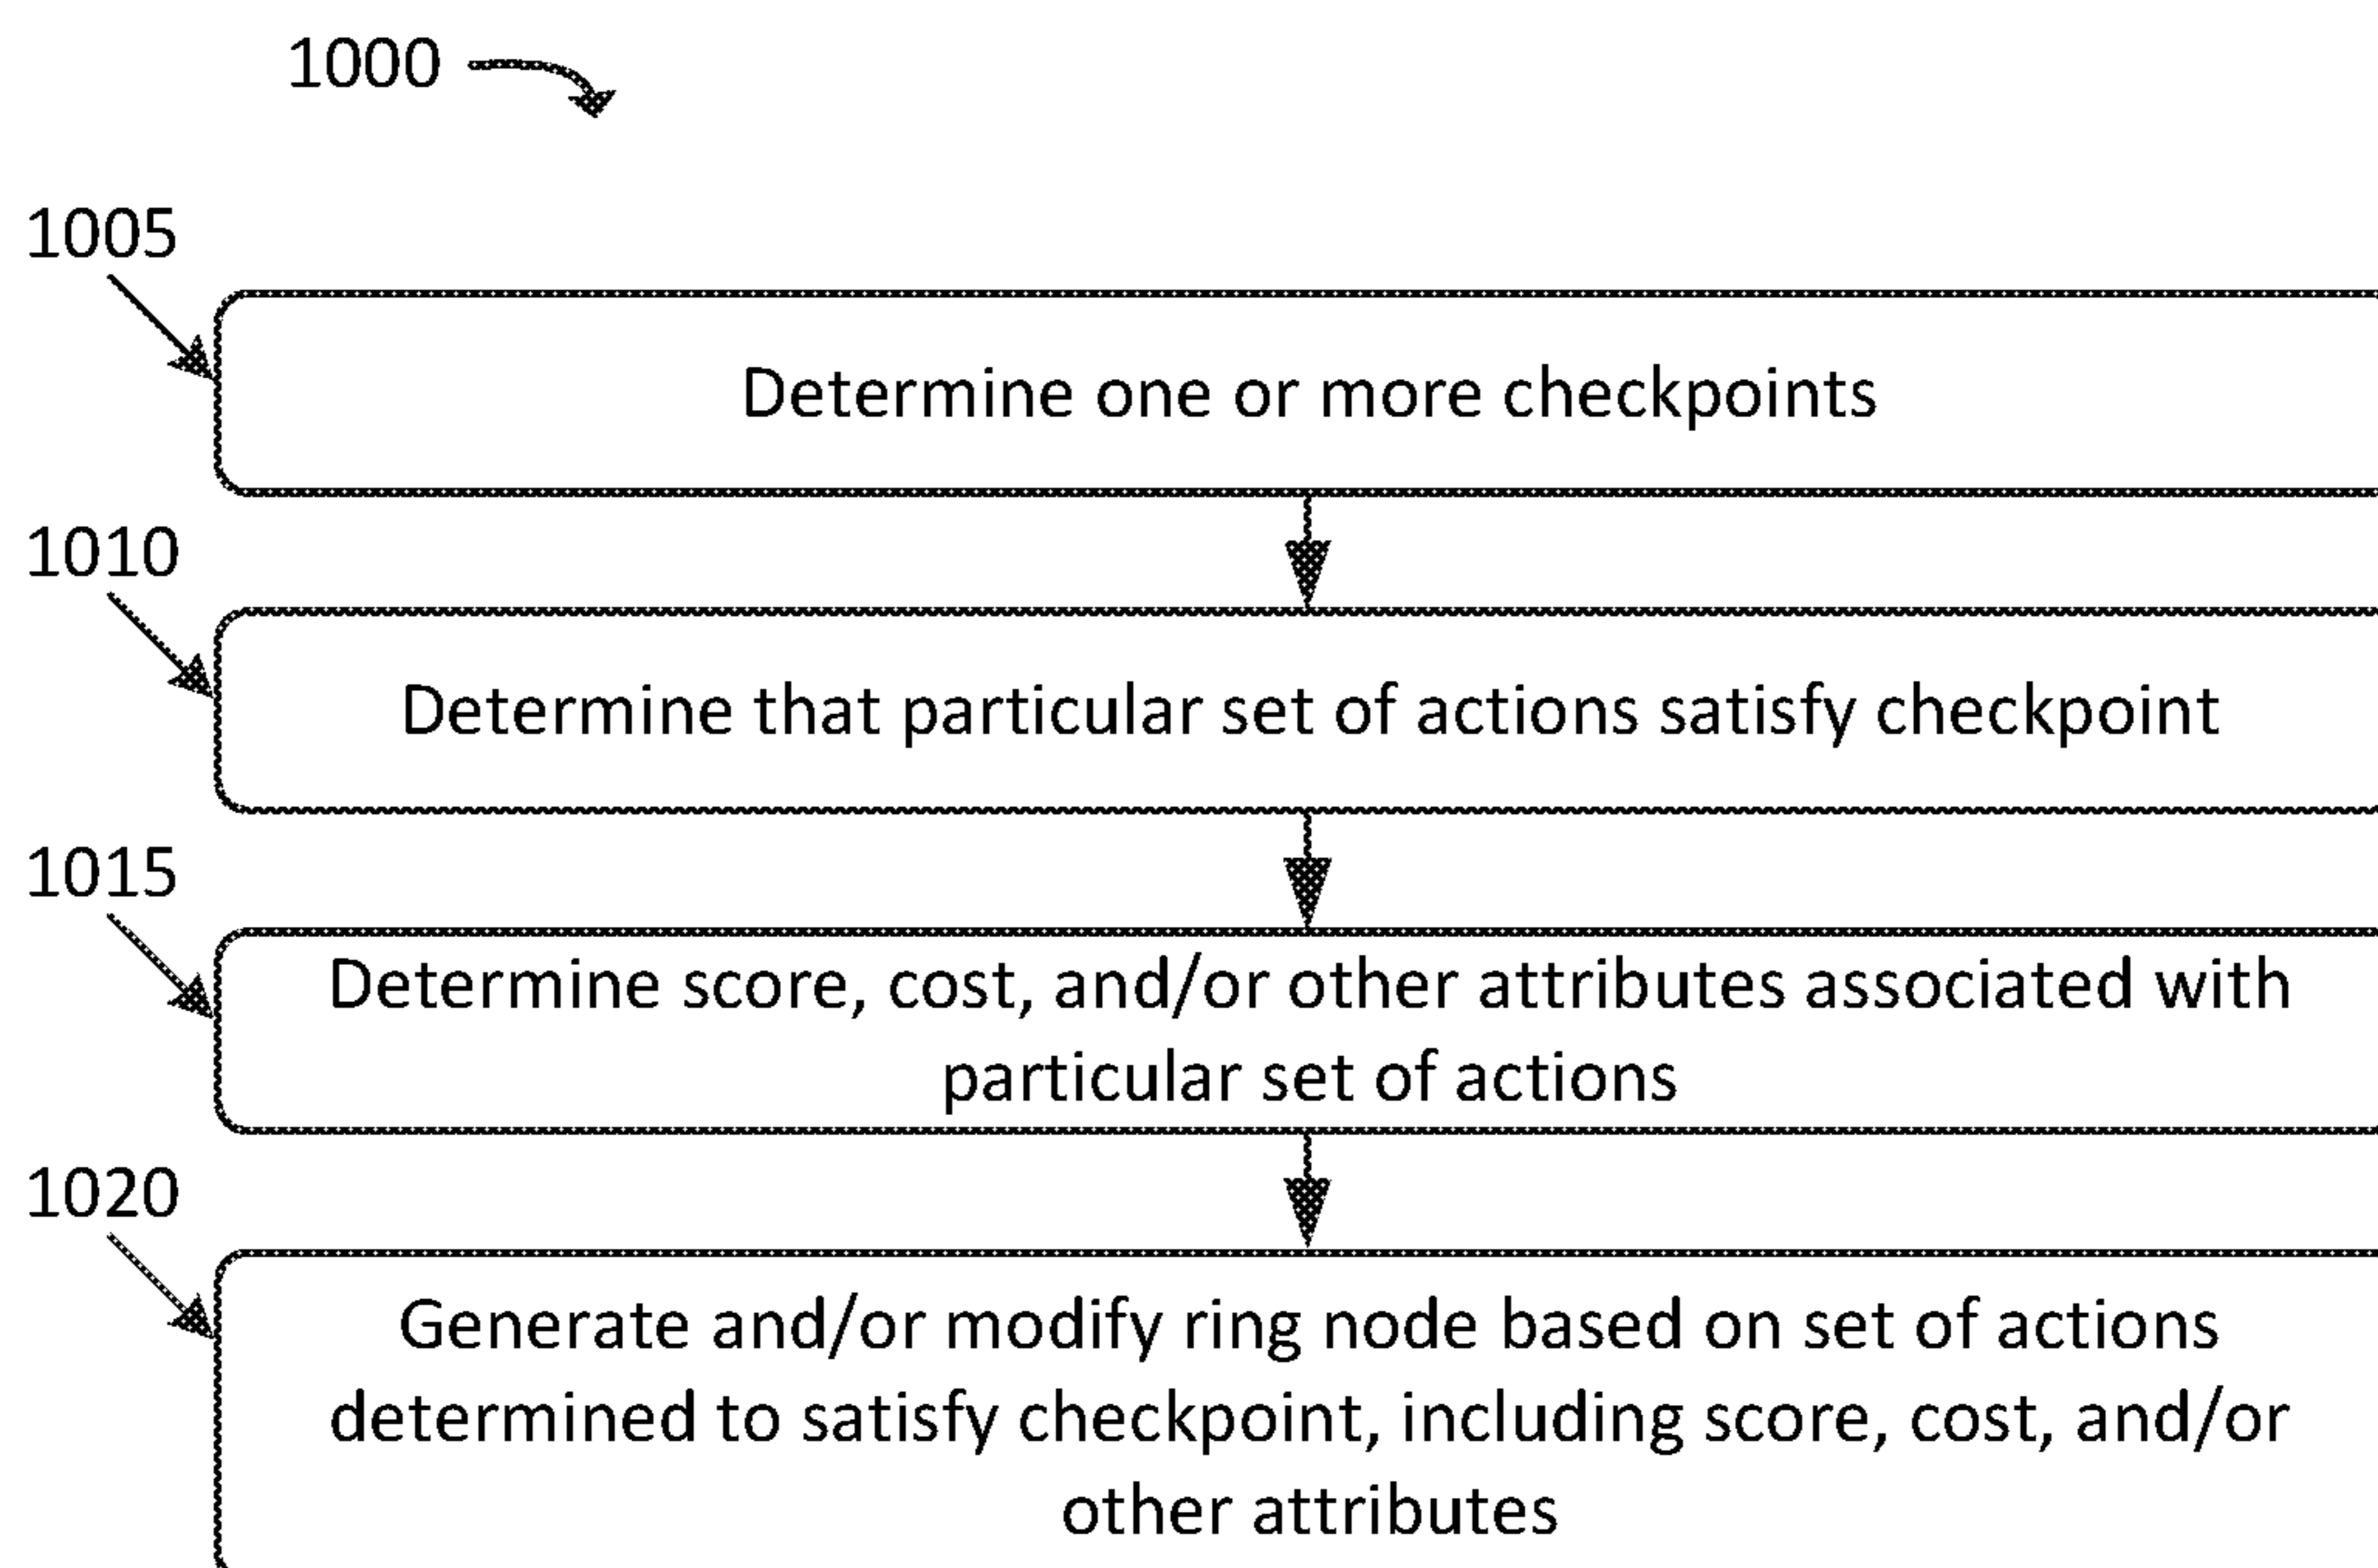 1000
1005
Determine one or more checkpoints
1010
Determine that particular set of actions satisfy checkpoint
1015
Determine score, cost, and/or other attributes associated with
particular set of actions
1020
Generate and/or modify ring node based on set of actions
determined to satisfy checkpoint, including score, cost, and/or
other attributes